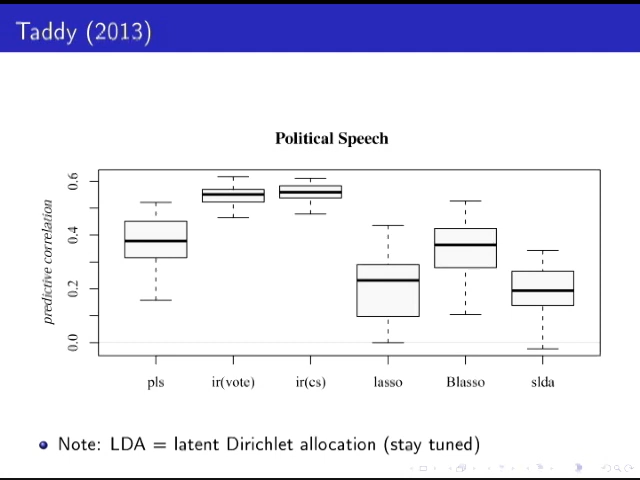 Taddy (2013)
Political Speech
predictive correlation
0.6
0.4
0.2
0.0
pls ir(vote) ir(cs) lasso Blasso slda
Note: LDA = latent Dirichlet allocation (stay tuned)